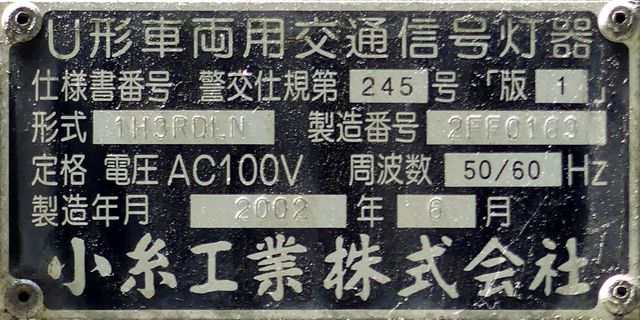 U形車両用交通信号灯器
仕様書番号 警交仕規第 245 号 「版 1 」
形式 1H3RDLN 製造番号 2FF0163
定格 電圧 AC100V 周波数 50/60 Hz
製造年月 2002 年 6 月
小糸工業株式会社